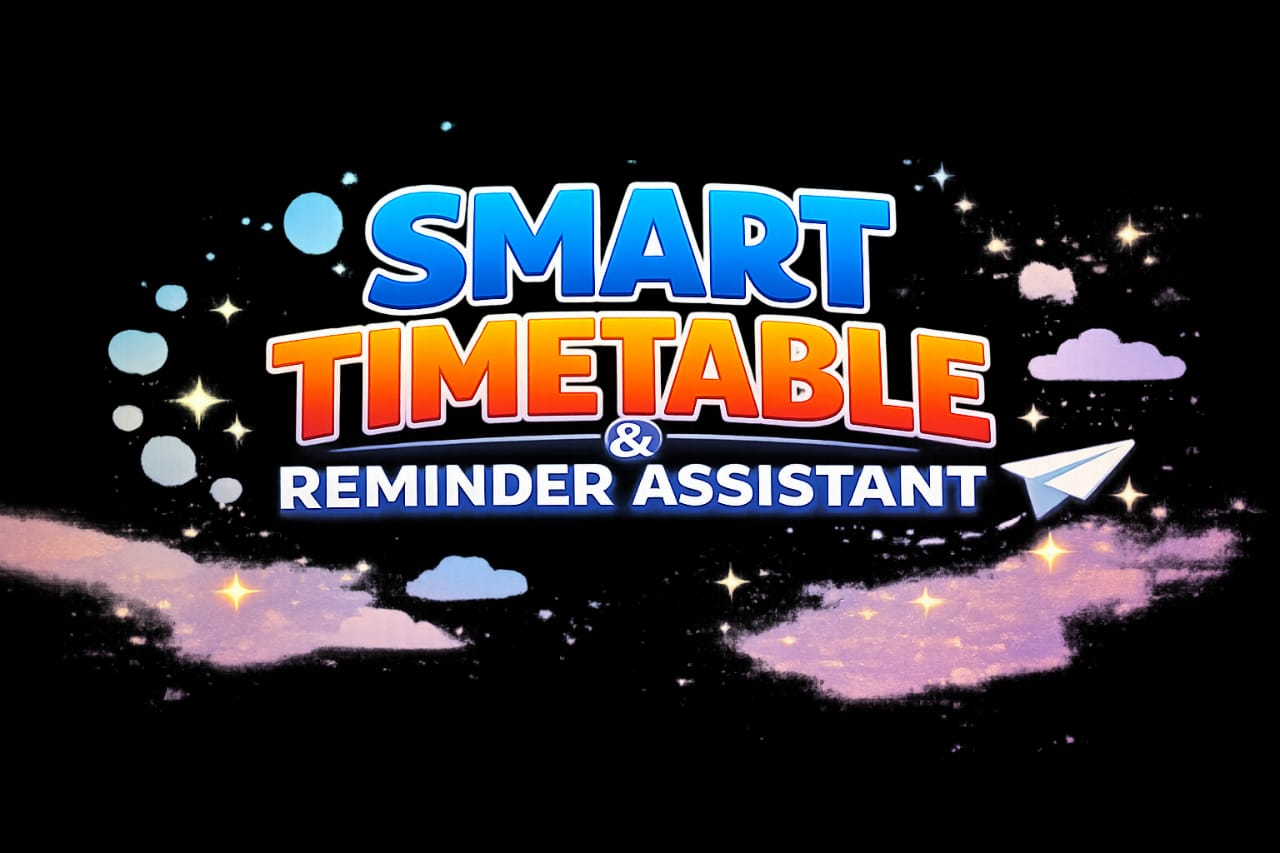 SMART
TIMETABLE
&
REMINDER ASSISTANT